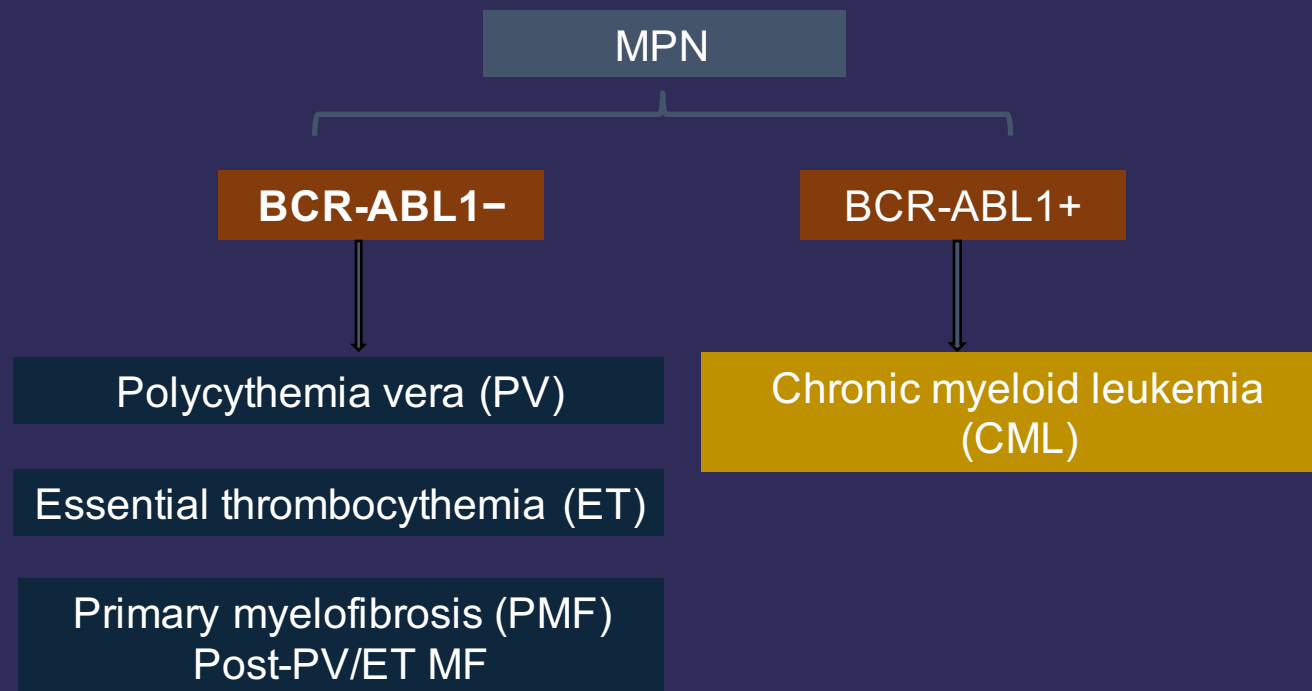 MPN
BCR-ABL1−
BCR-ABL1+
Polycythemia vera (PV)
Essential thrombocythemia (ET)
Primary myelofibrosis (PMF)
Post-PV/ET MF
Chronic myeloid leukemia
(CML)